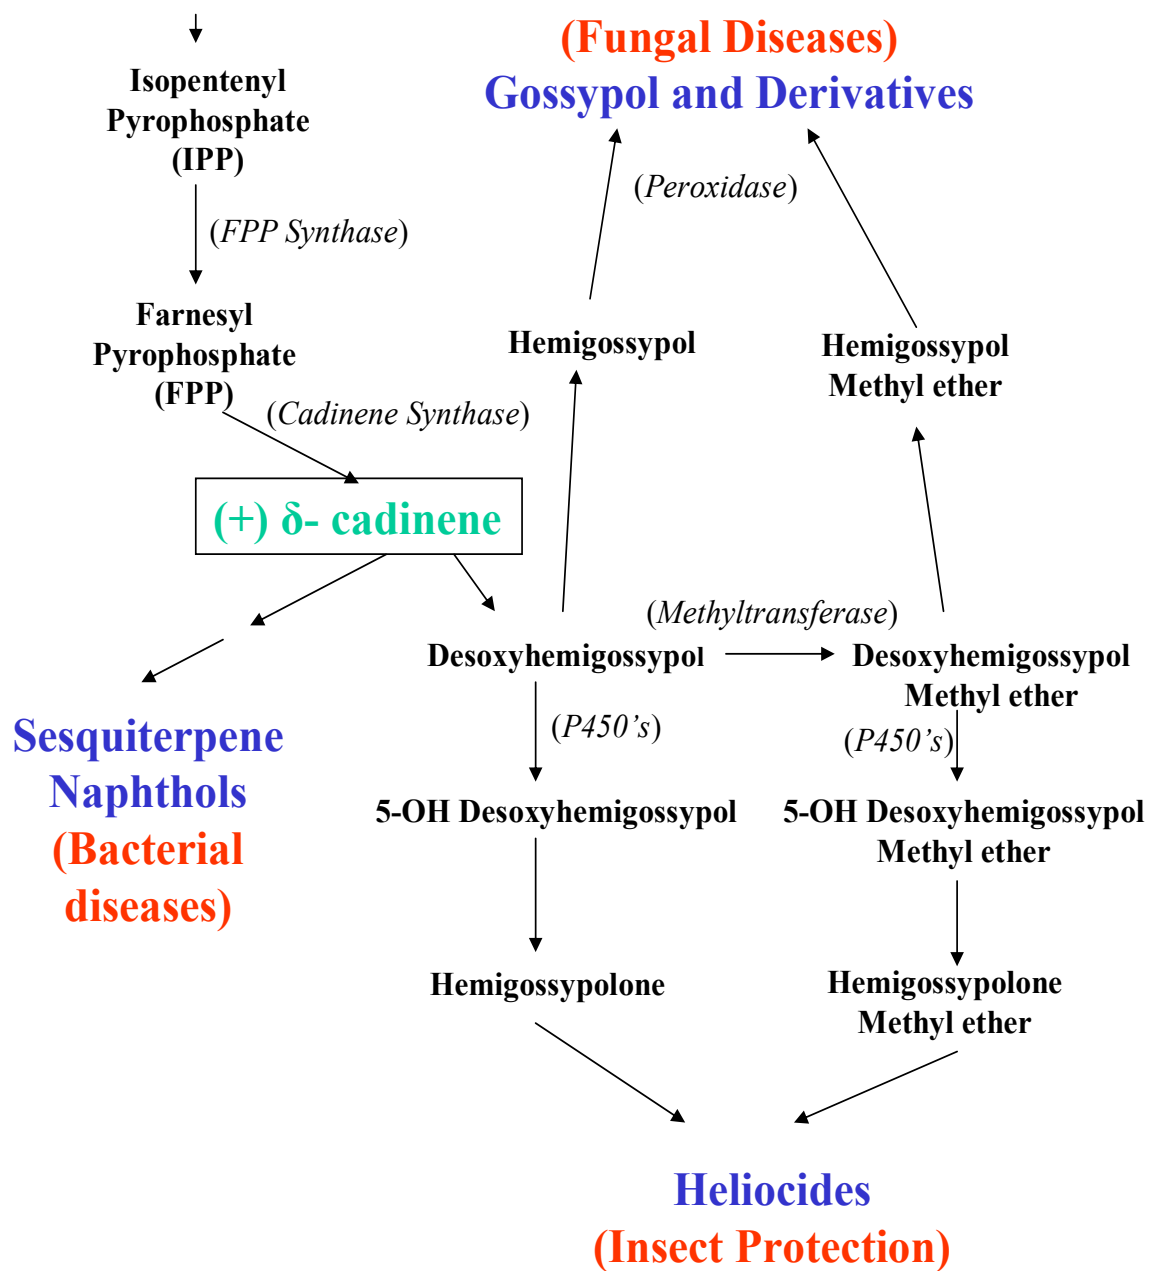 Isopentenyl
Pyrophosphate
(IPP)
(FPP Synthase)
Farnesyl
Pyrophosphate
(FPP)
(Cadinene Synthase)
(+) δ- cadinene
Sesquiterpene
Naphthols
(Bacterial
diseases)
(Fungal Diseases)
Gossypol and Derivatives
(Peroxidase)
Hemigossypol
Hemigossypol
Methyl ether
(Methyltransferase)
Desoxyhemigossypol
Desoxyhemigossypol
Methyl ether
(P450’s)
(P450’s)
5-OH Desoxyhemigossypol
5-OH Desoxyhemigossypol
Methyl ether
Hemigossypolone
Hemigossypolone
Methyl ether
Heliocides
(Insect Protection)